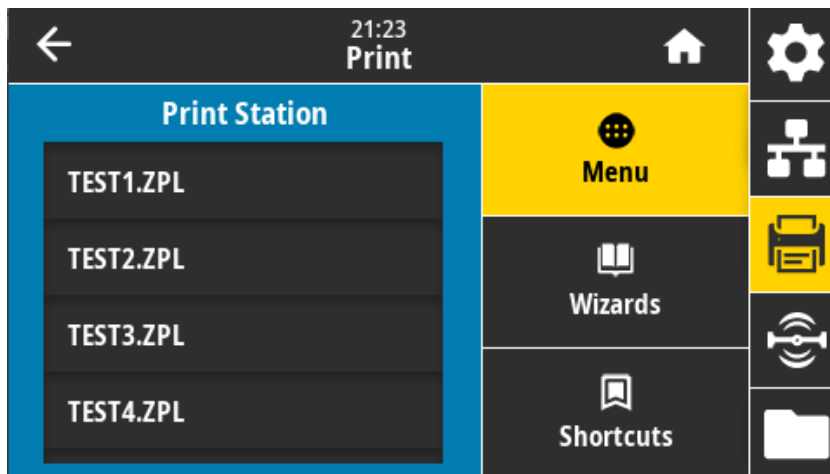 21:23
Print
Print Station
TEST1.ZPL
TEST2.ZPL
TEST3.ZPL
TEST4.ZPL
Menu
Wizards
Shortcuts